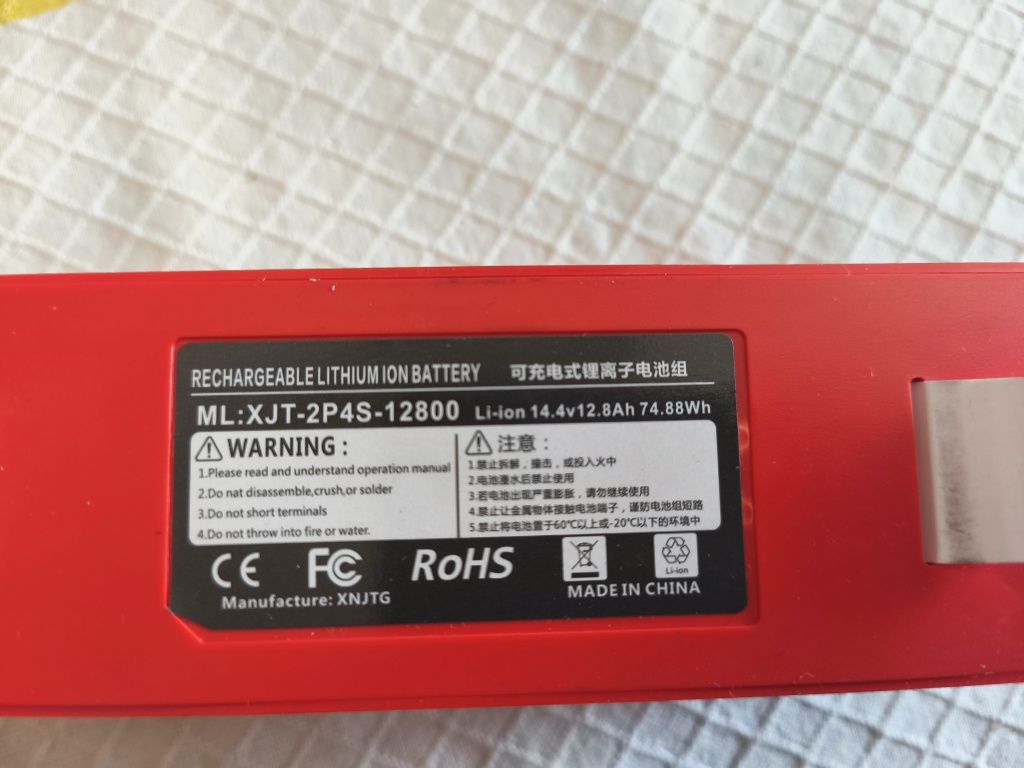 RECHARGEABLE LITHIUM ION BATTERY 可充电式锂离子电池组
ML:XJT-2P4S-12800 Li-ion 14.4v12.8Ah 74.88Wh
WARNING:
1.Please read and understand operation manual
2.Do nat disassemble,crush,or solder
3.Do not short terminals
4.Do not throw into fire or water.
注意:
1.禁止拆解,撞击,或投入火中
2.电池浸水后禁止使用
3.若电池出现严重膨胀,请勿继续使用
4.禁止让金属物体接触电池端子,谨防电池组短路
5.禁止将电池置于60℃以上或-20℃以下的环境中
CE FC RoHS
Li-ion
Manufacture: XNJTG
MADE IN CHINA